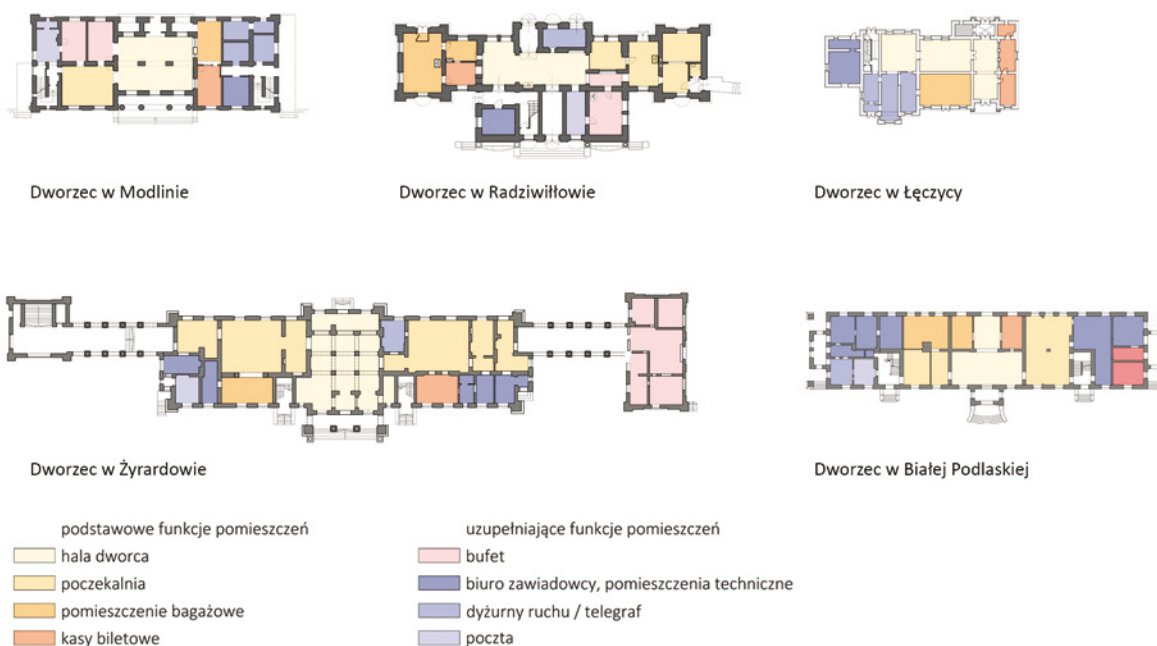 Dworzec w Modlinie
Dworzec w Radziwiłłowie
Dworzec w Łęczycy
Dworzec w Żyrardowie
Dworzec w Białej Podlaskiej
podstawowe funkcje pomieszczeń
hala dworca
poczekalnia
pomieszczenie bagażowe
kasy biletowe
uzupełniające funkcje pomieszczeń
bufet
biuro zawiadowcy, pomieszczenia techniczne
dyżurny ruchu / telegraf
poczta